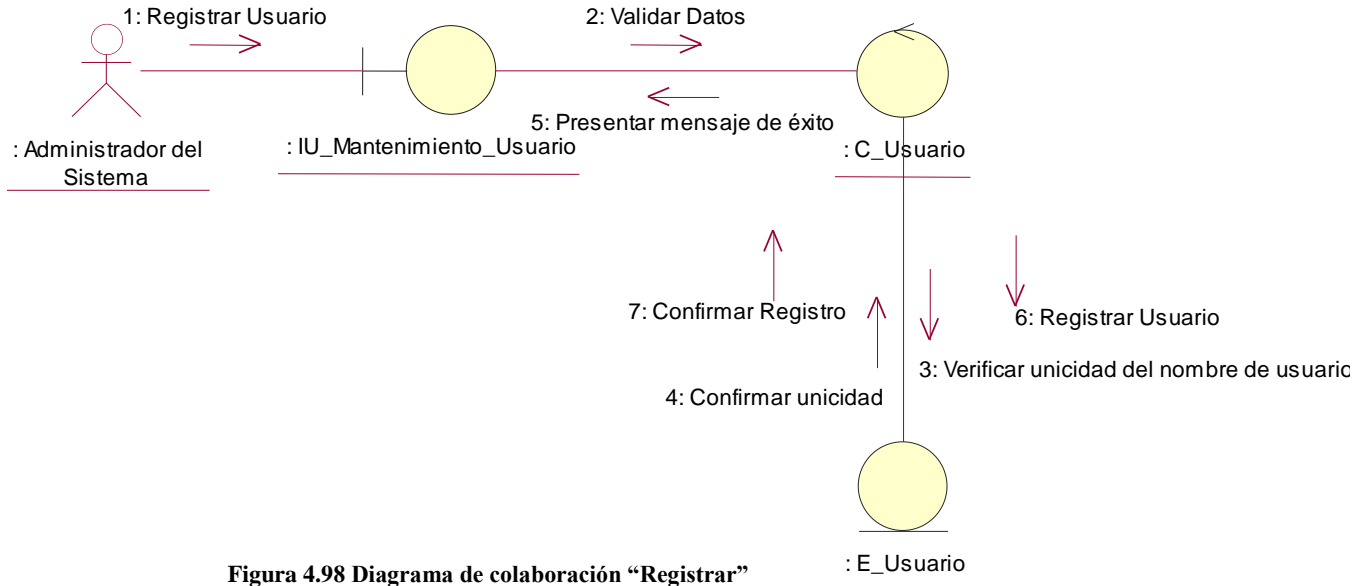 1: Registrar Usuario
2: Validar Datos
5: Presentar mensaje de éxito
: Administrador del
Sistema
: IU_Mantenimiento_Usuario
: C_Usuario
7: Confirmar Registro
6: Registrar Usuario
3: Verificar unicidad del nombre de usuario
4: Confirmar unicidad
: E_Usuario
Figura 4.98 Diagrama de colaboración “Registrar”